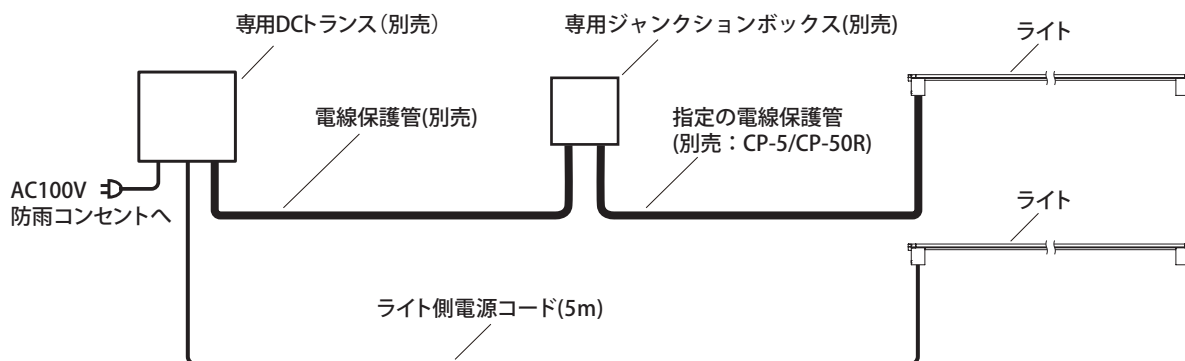 専用DCトランス（別売）
専用ジャンクションボックス(別売)
ライト
電線保護管(別売)
指定の電線保護管
(別売：CP-5/CP-50R)
AC100V
防雨コンセントへ
ライト
ライト側電源コード(5m)